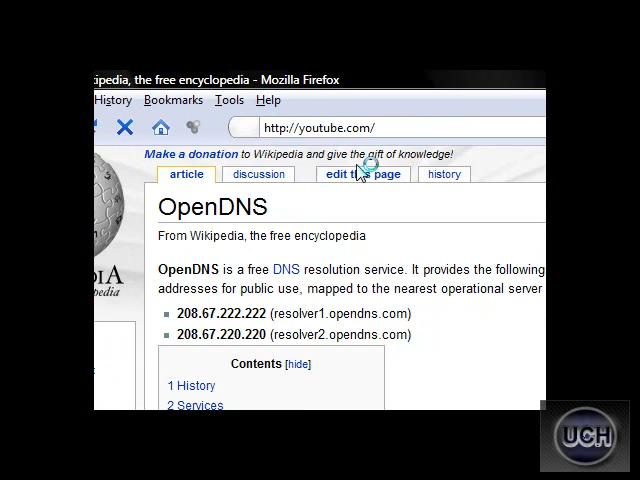 ipedia, the free encyclopedia - Mozilla Firefox
History Bookmarks Tools Help
http://youtube.com/
Make a donation to Wikipedia and give the gift of knowledge!
article discussion edit this page history
OpenDNS
From Wikipedia, the free encyclopedia
OpenDNS is a free DNS resolution service. It provides the following
addresses for public use, mapped to the nearest operational server
208.67.222.222 (resolver1.opendns.com)
208.67.220.220 (resolver2.opendns.com)
DIA
pedia
Contents [hide]
1 History
2 Services
UCH